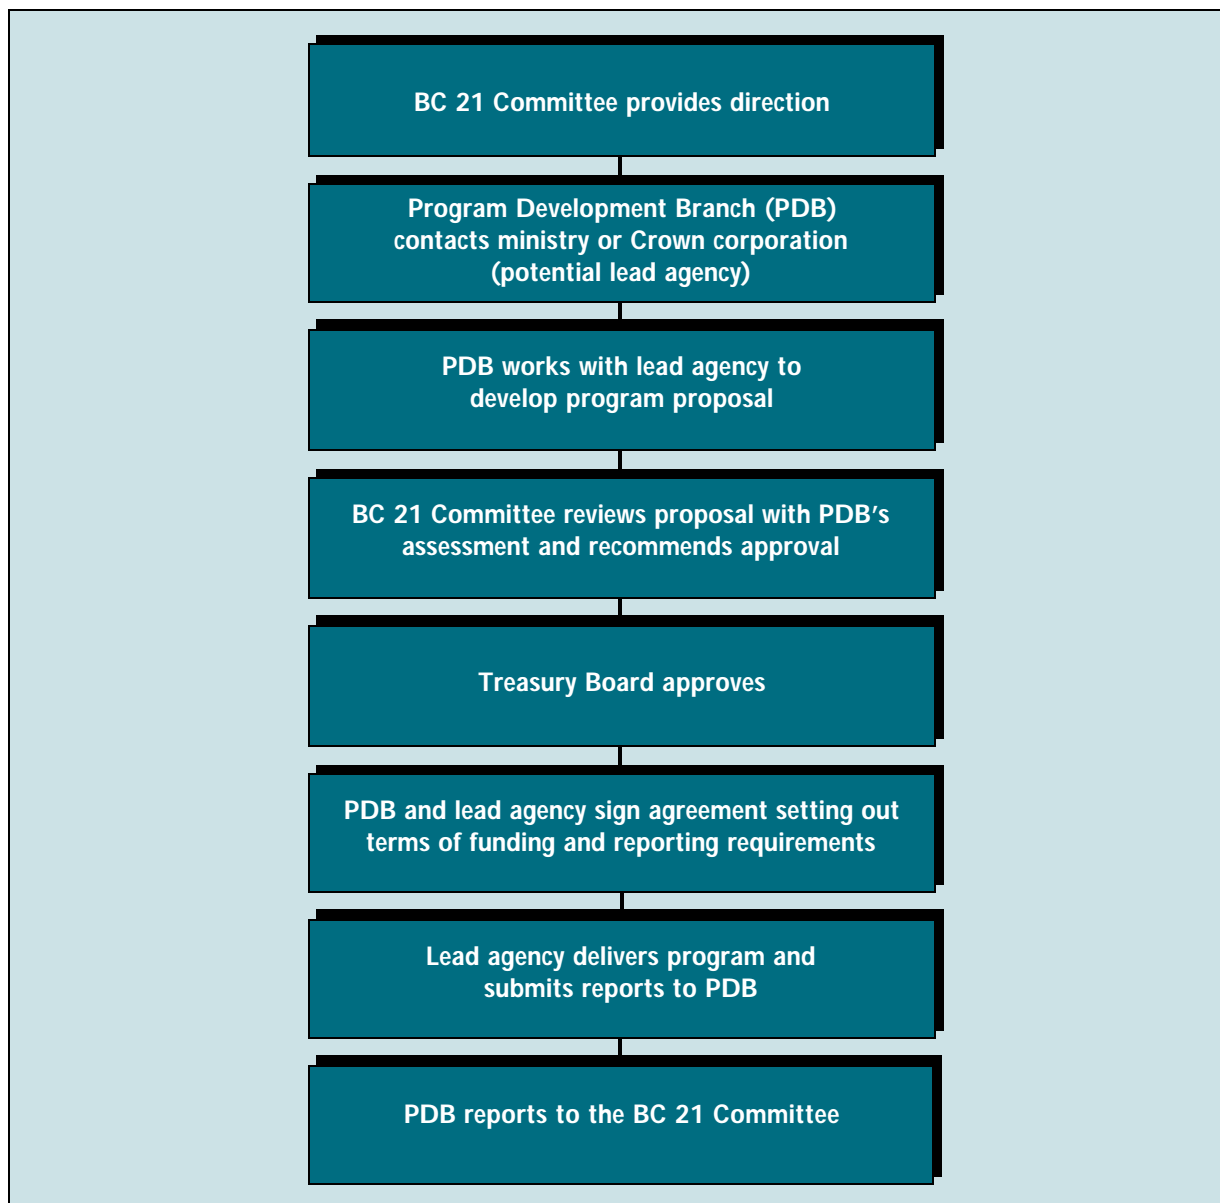 BC 21 Committee provides direction
Program Development Branch (PDB)
contacts ministry or Crown corporation
(potential lead agency)
PDB works with lead agency to
develop program proposal
BC 21 Committee reviews proposal with PDB's
assessment and recommends approval
Treasury Board approves
PDB and lead agency sign agreement setting out
terms of funding and reporting requirements
Lead agency delivers program and
submits reports to PDB
PDB reports to the BC 21 Committee